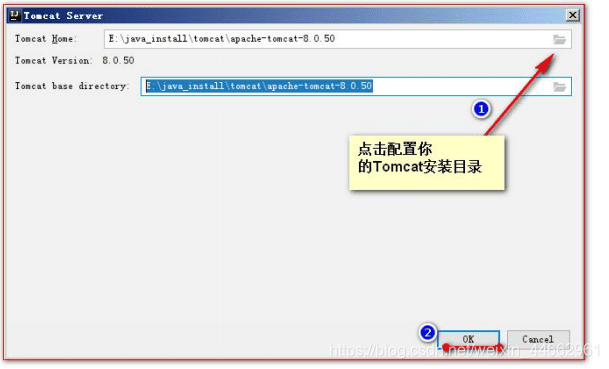 Tomcat Server
Tomcat Home: E:\java_install\tomcat\apache-tomcat-8.0.50
Tomcat Version: 8.0.50
Tomcat base directory: E:\java_install\tomcat\apache-tomcat-8.0.50
1
点击配置你
的Tomcat安装目录
2
OK Cancel
https://blog.csdn.net/weixin_44662961